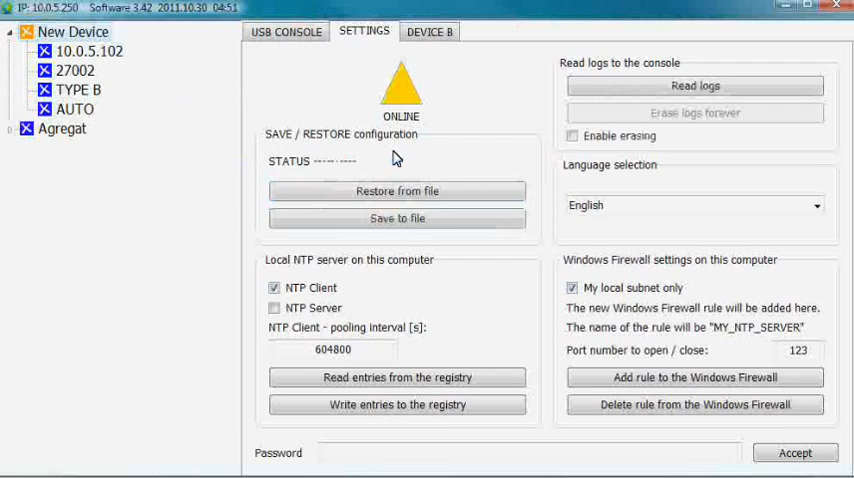 IP: 10.0.5.250 Software 3.42 2011.10.30 04:51
New Device
10.0.5.102
27002
TYPE B
AUTO
Agregat
USB CONSOLE
SETTINGS
DEVICE B
ONLINE
SAVE / RESTORE configuration
STATUS ---------
Restore from file
Save to file
Read logs to the console
Read logs
Erase logs forever
Enable erasing
Language selection
English
Local NTP server on this computer
NTP Client
NTP Server
NTP Client - pooling interval [s]:
604800
Read entries from the registry
Write entries to the registry
Windows Firewall settings on this computer
My local subnet only
The new Windows Firewall rule will be added here.
The name of the rule will be "MY_NTP_SERVER"
Port number to open / close: 123
Add rule to the Windows Firewall
Delete rule from the Windows Firewall
Password
Accept